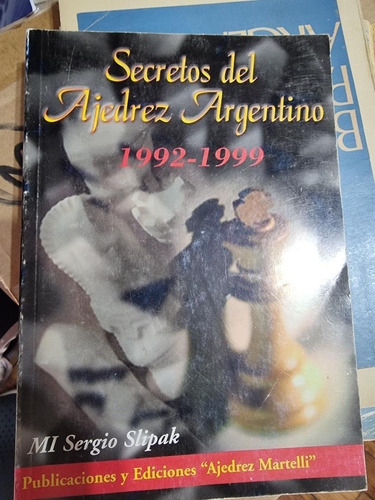 Secretos del
Ajedrez Argentino
1992-1999
MI Sergio Slipak
Publicaciones y Ediciones "Ajedrez Martelli"